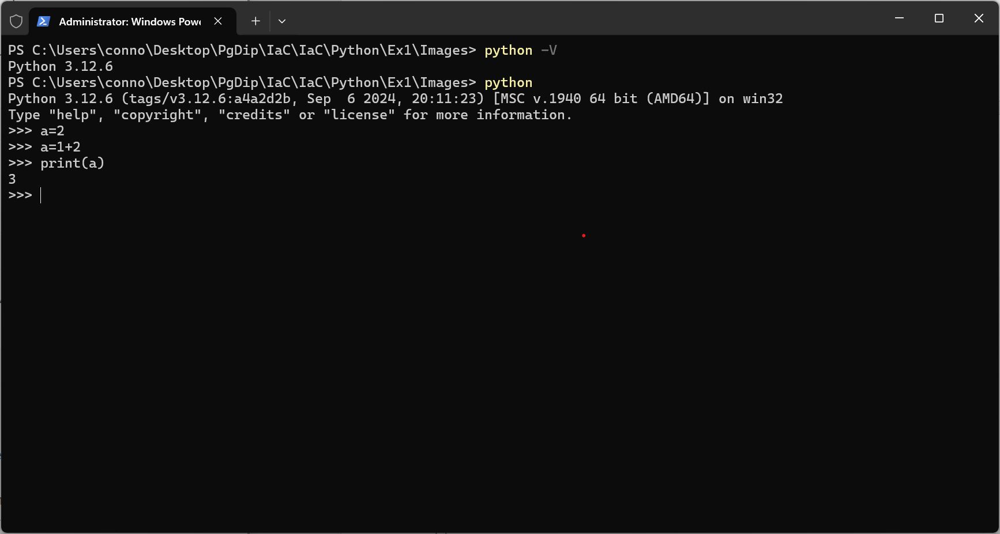 Administrator: Windows Powe
PS C:\Users\conno\Desktop\PgDip\IaC\IaC\Python\Ex1\Images> python -V
Python 3.12.6
PS C:\Users\conno\Desktop\PgDip\IaC\IaC\Python\Ex1\Images> python
Python 3.12.6 (tags/v3.12.6:a4a2d2b, Sep  6 2024, 20:11:23) [MSC v.1940 64 bit (AMD64)] on win32
Type "help", "copyright", "credits" or "license" for more information.
>>> a=2
>>> a=1+2
>>> print(a)
3
>>>